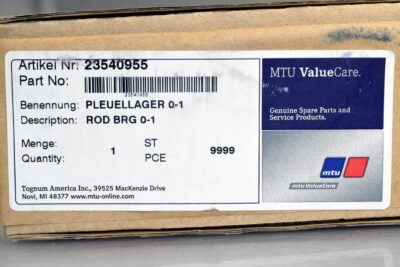 Artikel Nr: 23540955
Part No:
23540955
Benennung: PLEUELLAGER 0-1
Description: ROD BRG 0-1
Menge: 1 ST 9999
Quantity: PCE
Tognum America Inc., 39525 MacKenzie Drive
Novi, MI 48377 www.mtu-online.com
MTU ValueCare.
Genuine Spare Parts and
Service Products.
mtu
mtu ValueCare